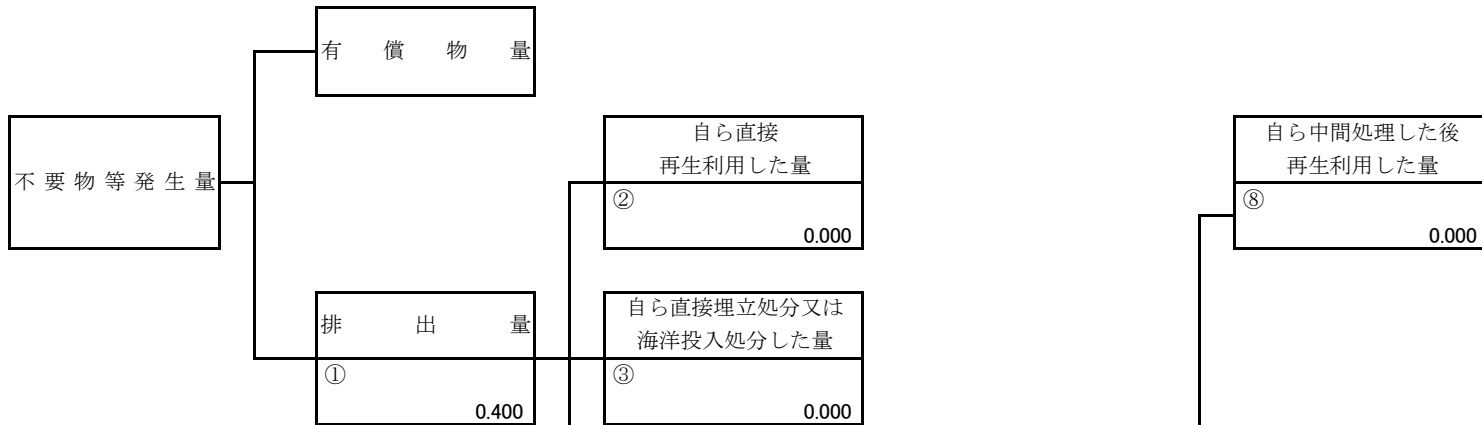 有償物量
不要物等発生量
自ら直接
再生利用した量
②
0.000
自ら中間処理した後
再生利用した量
⑧
0.000
排出量
①
0.400
自ら直接埋立処分又は
海洋投入処分した量
③
0.000